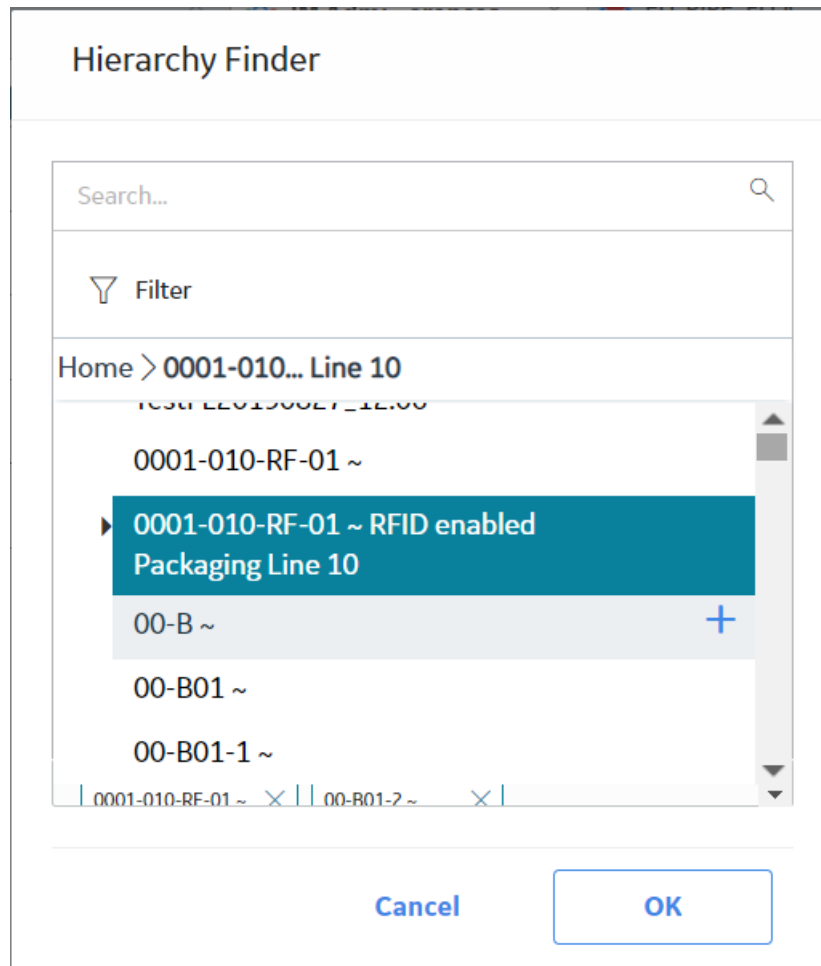 Hierarchy Finder
Search...
Filter
Home > 0001-010... Line 10
0001-010-RF-01 ~
0001-010-RF-01 ~ RFID enabled
Packaging Line 10
00-B ~
00-B01 ~
00-B01-1 ~
0001-010-RF-01 ~ 00-B01-2 ~
Cancel OK